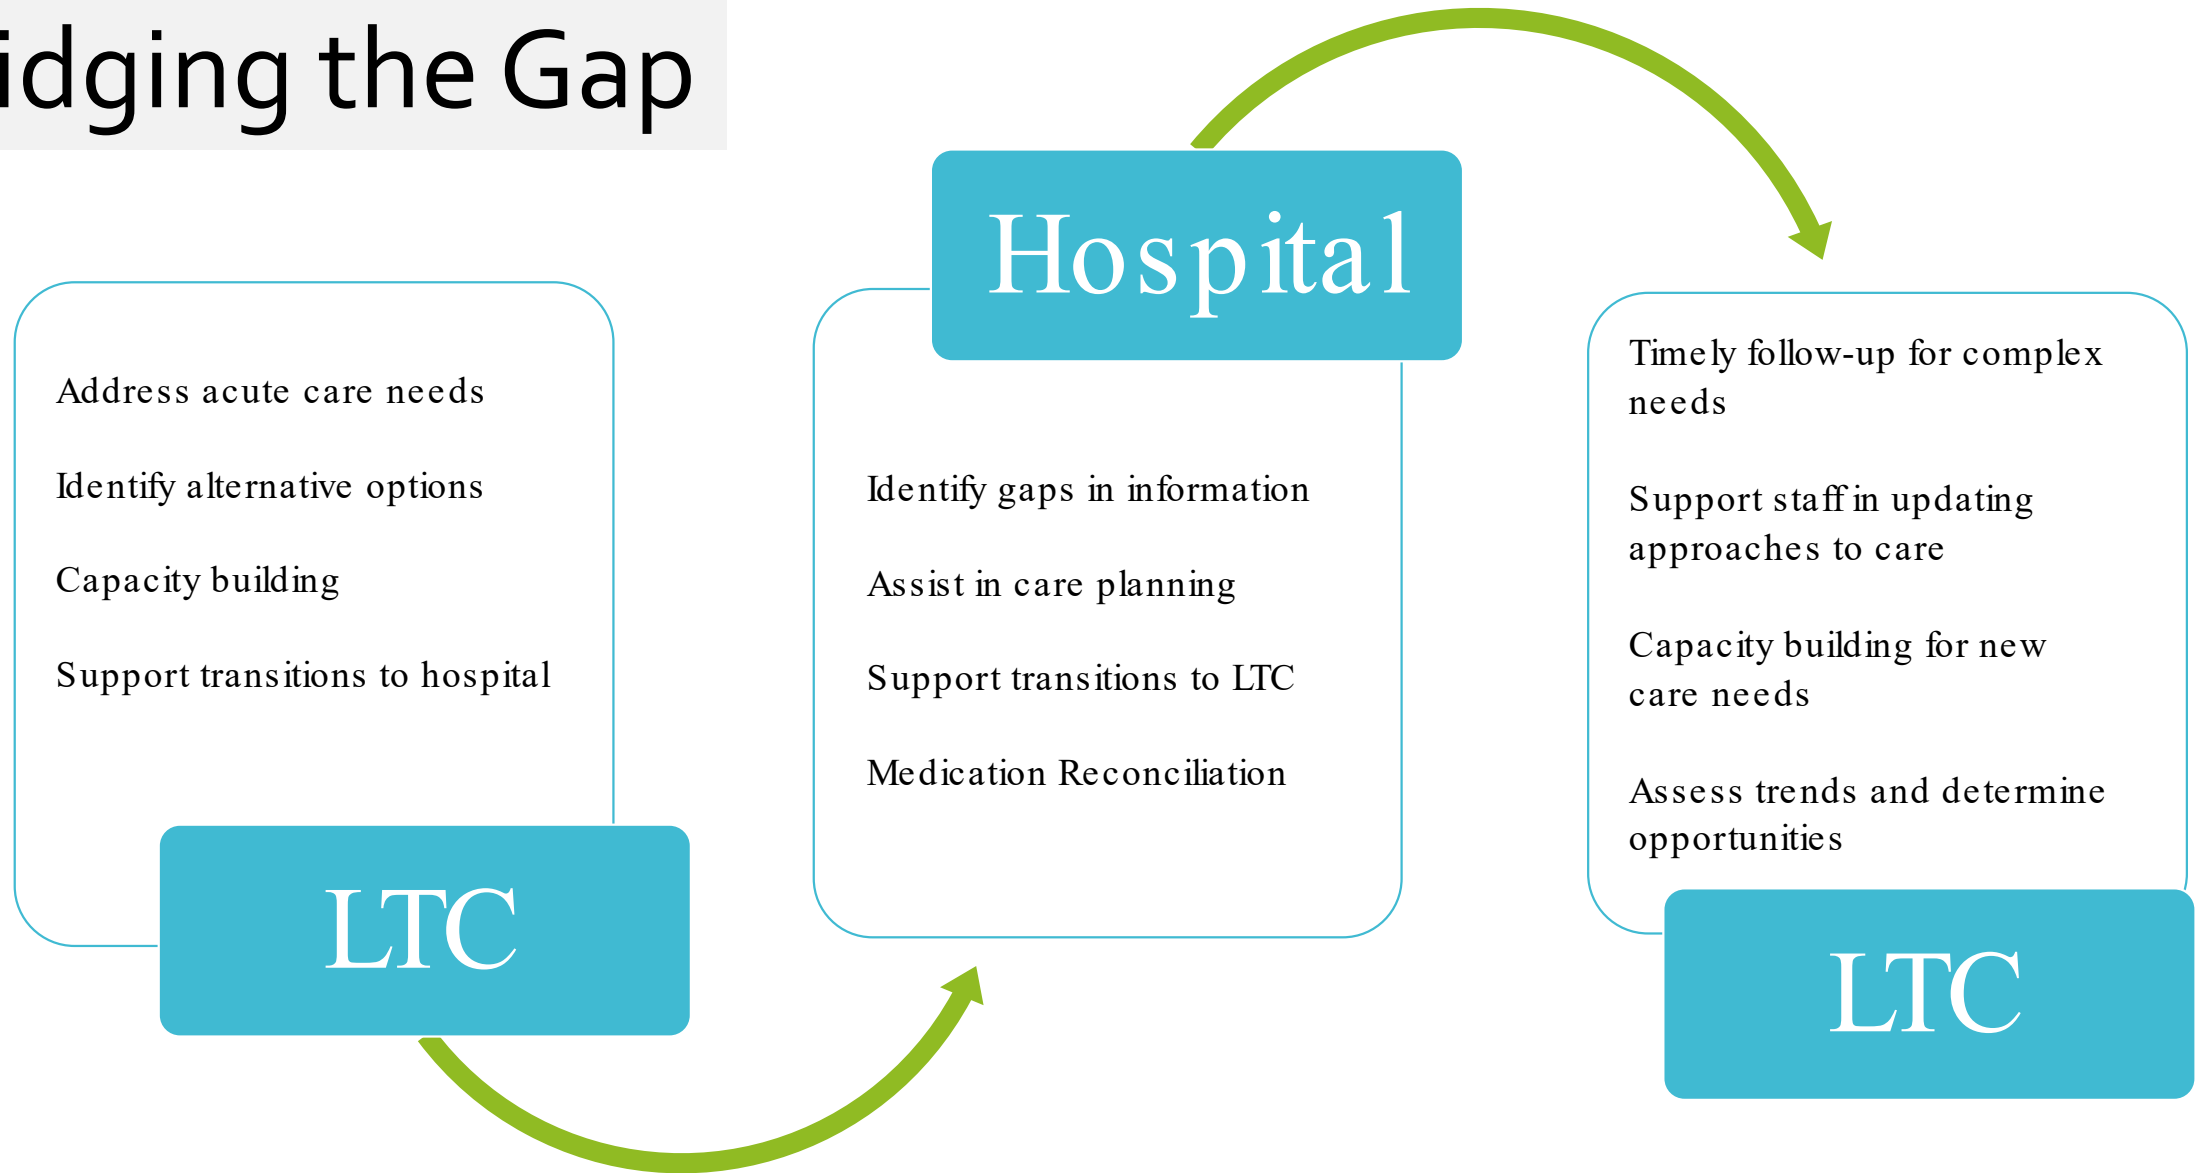 idging the Gap
Address acute care needs
Identify alternative options
Capacity building
Support transitions to hospital
LTC
Hospital
Identify gaps in information
Assist in care planning
Support transitions to LTC
Medication Reconciliation
Timely follow-up for complex
needs
Support staff in updating
approaches to care
Capacity building for new
care needs
Assess trends and determine
opportunities
LTC